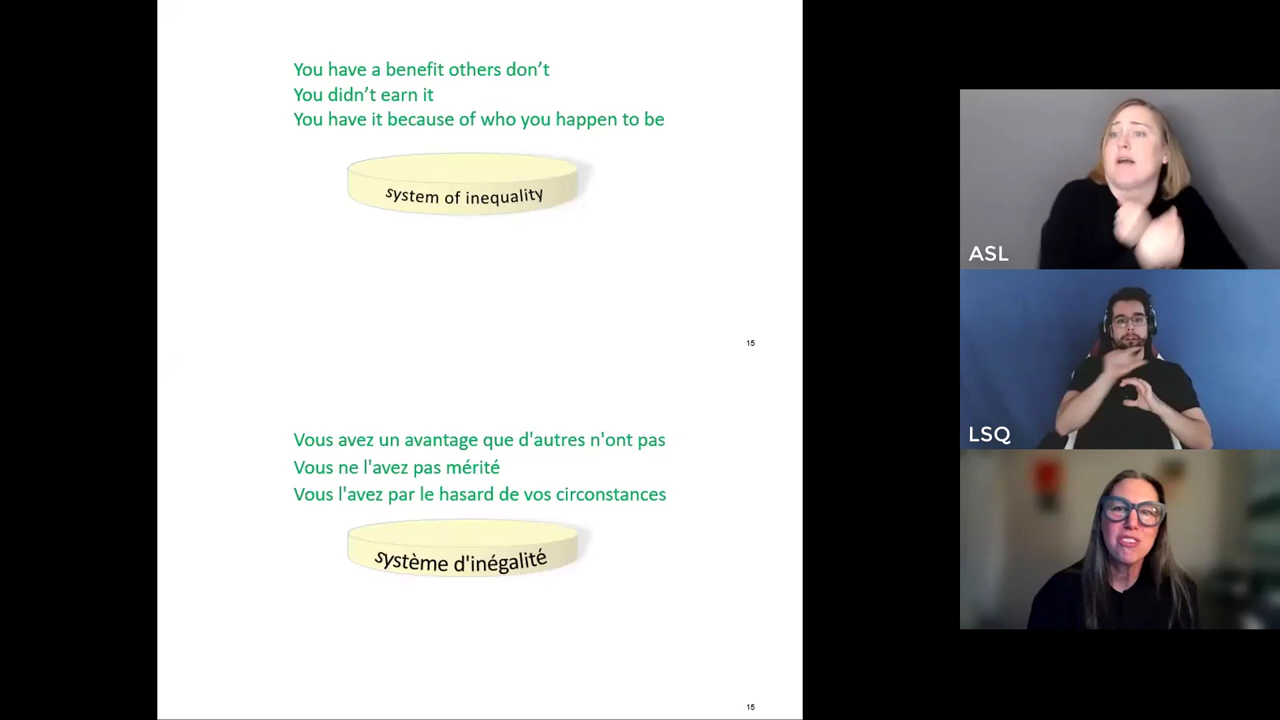 You have a benefit others don’t
You didn’t earn it
You have it because of who you happen to be
system of inequality
15
Vous avez un avantage que d'autres n'ont pas
Vous ne l'avez pas mérité
Vous l'avez par le hasard de vos circonstances
système d'inégalité
15
ASL
LSQ